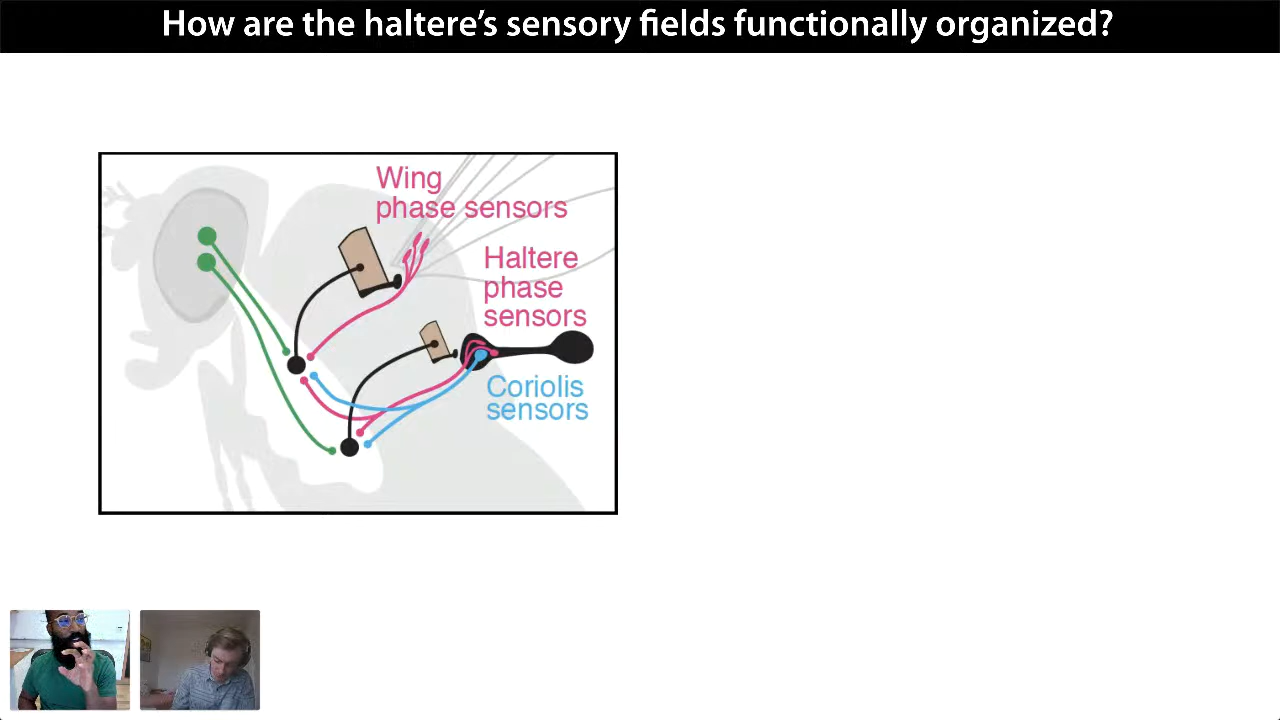 How are the haltere’s sensory fields functionally organized?
Wing
phase sensors
Haltere
phase
sensors
Coriolis
sensors